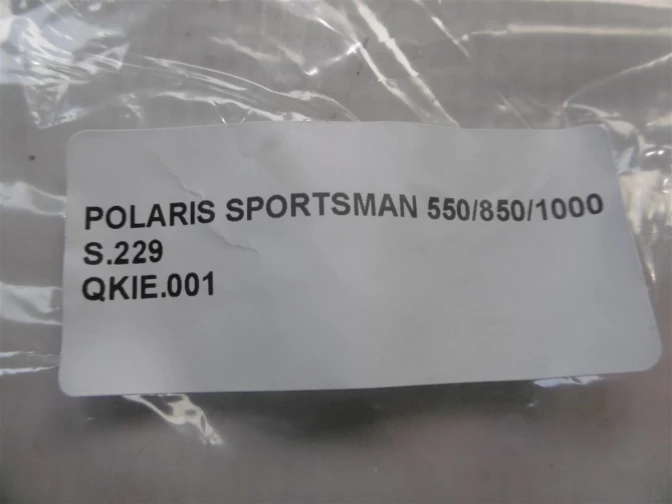 POLARIS SPORTSMAN 550/850/1000
S.229
QKIE.001